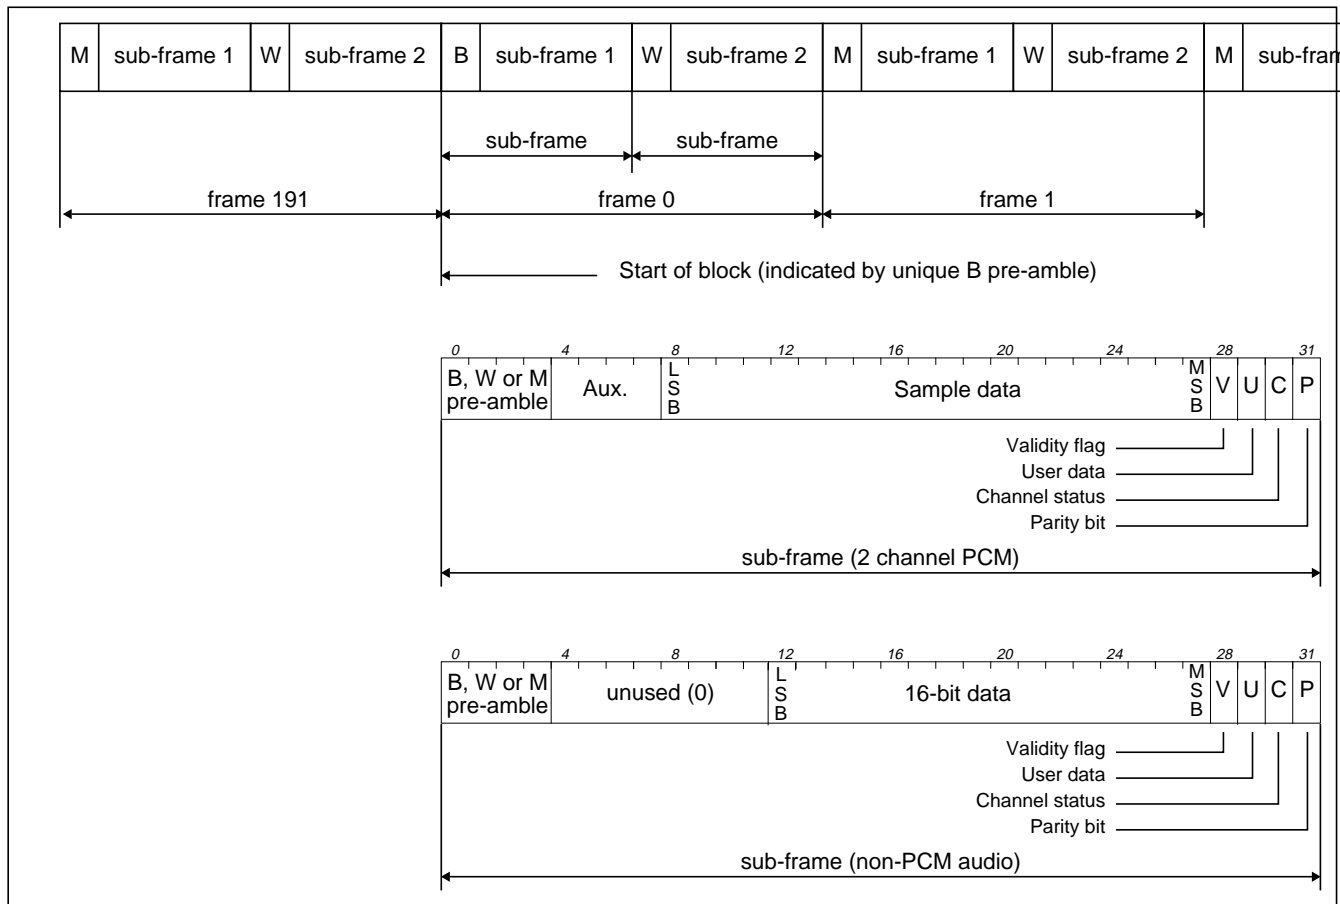 M sub-frame 1 W sub-frame 2 B sub-frame 1 W sub-frame 2 M sub-frame 1 W sub-frame 2 M
sub-frame sub-frame
frame 191 frame 0 frame 1
Start of block (indicated by unique B pre-amble)
0 4 8 12 16 20 24 28 31
B, W or M
pre-amble
Aux.
LSB
Sample data
MSB
V U C P
Validity flag
User data
Channel status
Parity bit
sub-frame (2 channel PCM)
0 4 8 12 16 20 24 28 31
B, W or M
pre-amble
unused (0)
LSB
16-bit data
MSB
V U C P
Validity flag
User data
Channel status
Parity bit
sub-frame (non-PCM audio)